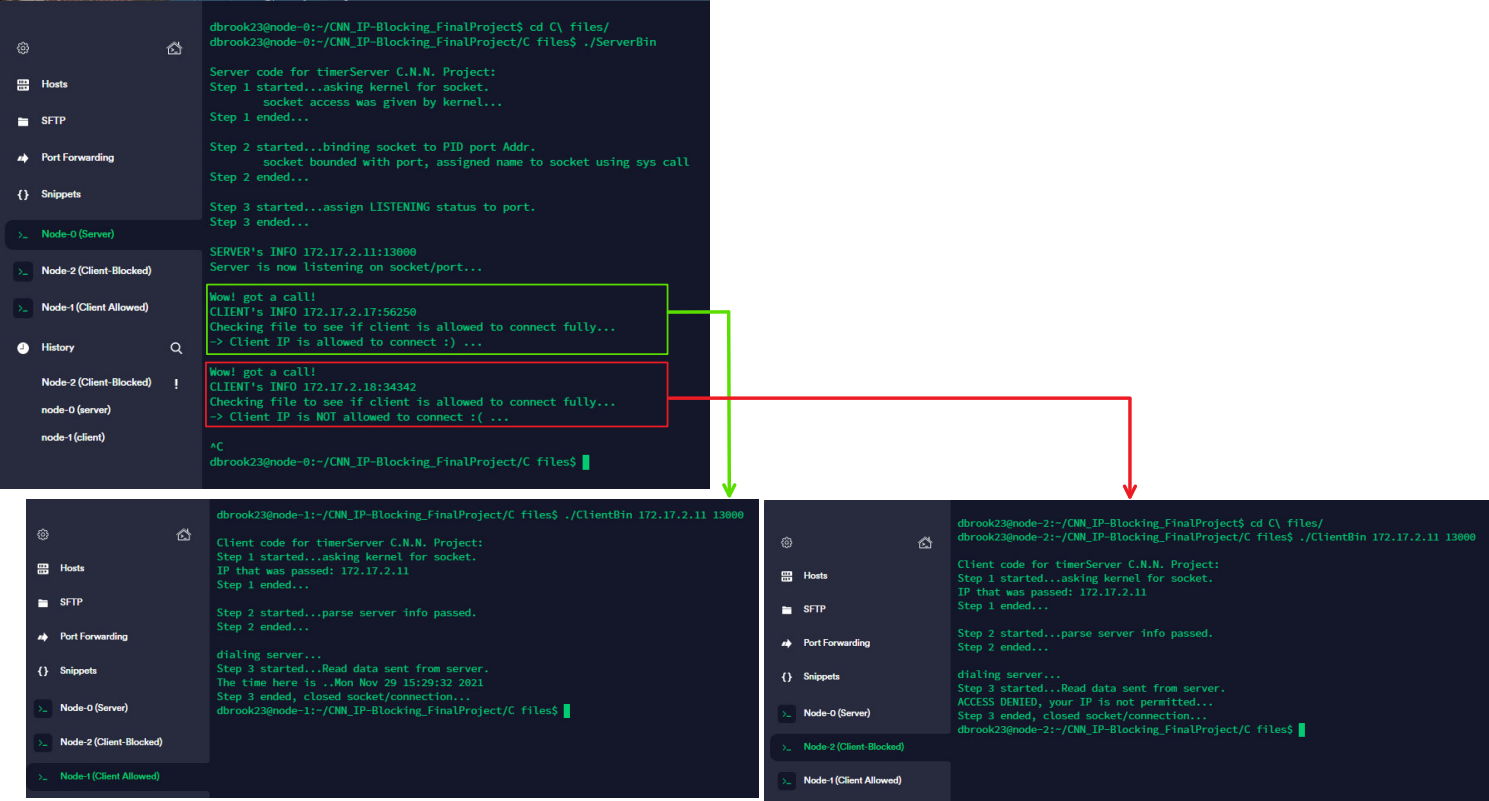 Hosts
SFTP
Port Forwarding
{} Snippets
>_ Node-0 (Server)
>_ Node-2 (Client-Blocked)
>_ Node-1 (Client Allowed)
History
Node-2 (Client-Blocked) !
node-0 (server)
node-1 (client)
dbrook23@node-0:~/CNN_IP-Blocking_FinalProject$ cd C\ files/
dbrook23@node-0:~/CNN_IP-Blocking_FinalProject/C files$ ./ServerBin
Server code for timerServer C.N.N. Project:
Step 1 started...asking kernel for socket.
socket access was given by kernel...
Step 1 ended...
Step 2 started...binding socket to PID port Addr.
socket bounded with port, assigned name to socket using sys call
Step 2 ended...
Step 3 started...assign LISTENING status to port.
Step 3 ended...
SERVER's INFO 172.17.2.11:13000
Server is now listening on socket/port...
Wow! got a call!
CLIENT's INFO 172.17.2.17:56250
Checking file to see if client is allowed to connect fully...
-> Client IP is allowed to connect :) ...
Wow! got a call!
CLIENT's INFO 172.17.2.18:34342
Checking file to see if client is allowed to connect fully...
-> Client IP is NOT allowed to connect :( ...
^C
dbrook23@node-0:~/CNN_IP-Blocking_FinalProject/C files$
Hosts
SFTP
Port Forwarding
{} Snippets
>_ Node-0 (Server)
>_ Node-2 (Client-Blocked)
>_ Node-1 (Client Allowed)
dbrook23@node-1:~/CNN_IP-Blocking_FinalProject/C files$ ./ClientBin 172.17.2.11 13000
Client code for timerServer C.N.N. Project:
Step 1 started...asking kernel for socket.
IP that was passed: 172.17.2.11
Step 1 ended...
Step 2 started...parse server info passed.
Step 2 ended...
dialing server...
Step 3 started...Read data sent from server.
The time here is ..Mon Nov 29 15:29:32 2021
Step 3 ended, closed socket/connection...
dbrook23@node-1:~/CNN_IP-Blocking_FinalProject/C files$
Hosts
SFTP
Port Forwarding
{} Snippets
>_ Node-0 (Server)
>_ Node-2 (Client-Blocked)
>_ Node-1 (Client Allowed)
dbrook23@node-2:~/CNN_IP-Blocking_FinalProject$ cd C\ files/
dbrook23@node-2:~/CNN_IP-Blocking_FinalProject/C files$ ./ClientBin 172.17.2.11 13000
Client code for timerServer C.N.N. Project:
Step 1 started...asking kernel for socket.
IP that was passed: 172.17.2.11
Step 1 ended...
Step 2 started...parse server info passed.
Step 2 ended...
dialing server...
Step 3 started...Read data sent from server.
ACCESS DENIED, your IP is not permitted...
Step 3 ended, closed socket/connection...
dbrook23@node-2:~/CNN_IP-Blocking_FinalProject/C files$